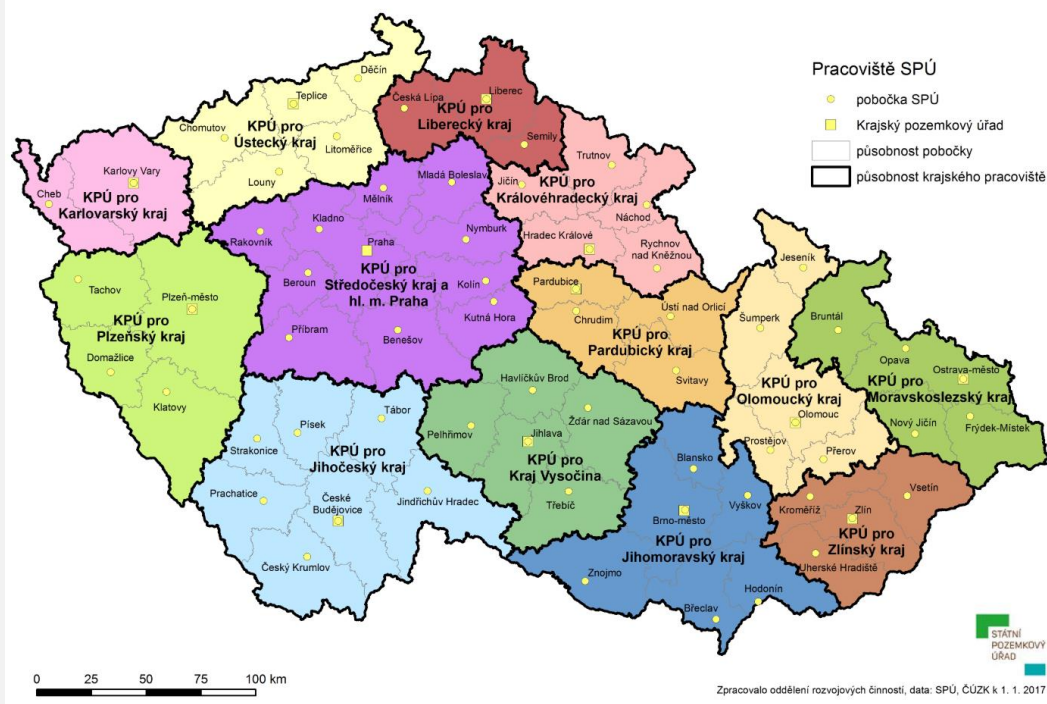 Pracoviště SPÚ
pobočka SPÚ
Krajský pozemkový úřad
působnost pobočky
působnost krajského pracoviště
Děčín
Teplice
KPÚ pro
Ústecký kraj
Chomutov
Litoměřice
Louny
Česká Lípa
Liberec
KPÚ pro
Liberecký kraj
Semily
Trutnov
Jičín
KPÚ pro
Královéhradecký kraj
Náchod
Hradec Králové
Rychnov
nad Kněžnou
Karlovy Vary
Cheb
KPÚ pro
Karlovarský kraj
Mladá Boleslav
Mělník
Kladno
Rakovník
Praha
Nymburk
KPÚ pro
Středočeský kraj a
hl. m. Praha
Beroun
Kolín
Kutná Hora
Příbram
Benešov
Tachov
Plzeň-město
KPÚ pro
Plzeňský kraj
Domažlice
Klatovy
Pardubice
Chrudim
Ústí nad Orlicí
KPÚ pro
Pardubický kraj
Svitavy
Jeseník
Šumperk
KPÚ pro
Olomoucký kraj
Olomouc
Prostějov
Přerov
Bruntál
Opava
Ostrava-město
KPÚ pro
Moravskoslezský kraj
Nový Jičín
Frýdek-Místek
Tábor
Písek
Strakonice
KPÚ pro
Jihočeský kraj
Prachatice
České
Budějovice
Jindřichův Hradec
Český Krumlov
Havlíčkův Brod
Pelhřimov
Žďár nad Sázavou
Jihlava
KPÚ pro
Kraj Vysočina
Třebíč
Blansko
Vyškov
Brno-město
KPÚ pro
Jihomoravský kraj
Znojmo
Hodonín
Břeclav
Vsetín
Kroměříž
Zlín
KPÚ pro
Zlínský kraj
Uherské Hradiště
STÁTNÍ
POZEMKOVÝ
ÚŘAD
0 25 50 75 100 km
Zpracovalo oddělení rozvojových činností, data: SPÚ, ČÚZK k 1. 1. 2017